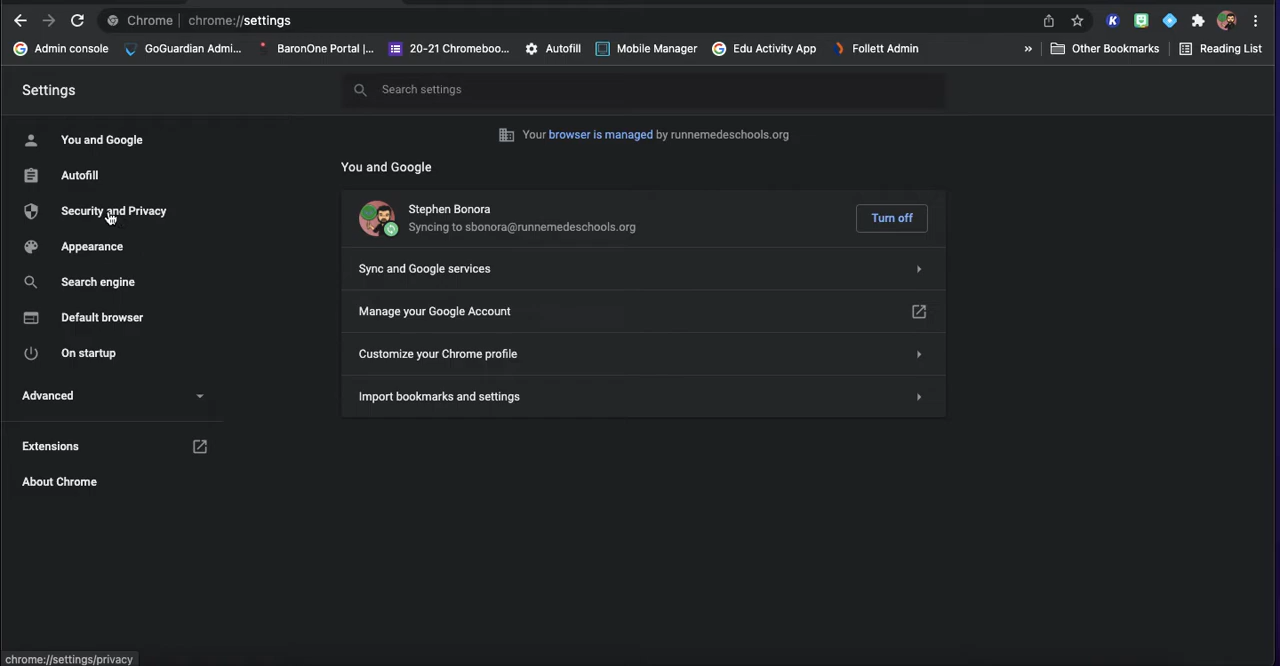 Chrome | chrome://settings
Admin console GoGuardian Admi... BaronOne Portal |... 20-21 Chromeboo... Autofill Mobile Manager Edu Activity App Follett Admin » Other Bookmarks Reading List
Settings
Search settings
You and Google
Autofill
Security and Privacy
Appearance
Search engine
Default browser
On startup
Advanced
Extensions
About Chrome
Your browser is managed by runnemedeschools.org
You and Google
Stephen Bonora
Syncing to sbonora@runnemedeschools.org
Turn off
Sync and Google services
Manage your Google Account
Customize your Chrome profile
Import bookmarks and settings
chrome://settings/privacy